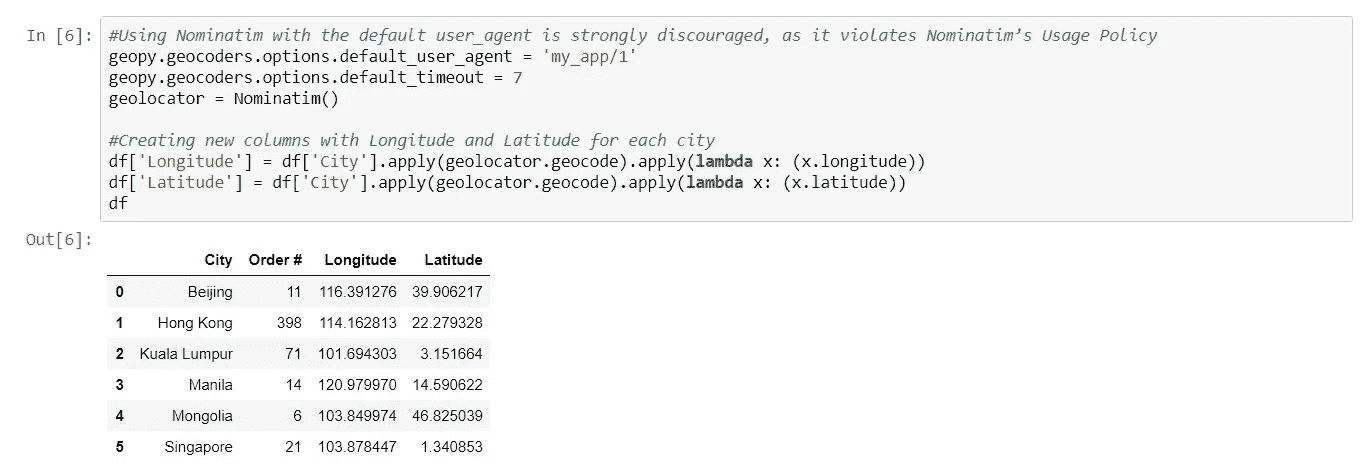 In [6]: #Using Nominatim with the default user_agent is strongly discouraged, as it violates Nominatim’s Usage Policy
geopy.geocoders.options.default_user_agent = 'my_app/1'
geopy.geocoders.options.default_timeout = 7
geolocator = Nominatim()
#Creating new columns with Longitude and Latitude for each city
df['Longitude'] = df['City'].apply(geolocator.geocode).apply(lambda x: (x.longitude))
df['Latitude'] = df['City'].apply(geolocator.geocode).apply(lambda x: (x.latitude))
df
Out[6]:
City Order # Longitude Latitude
0 Beijing 11 116.391276 39.906217
1 Hong Kong 398 114.162813 22.279328
2 Kuala Lumpur 71 101.694303 3.151664
3 Manila 14 120.979970 14.590622
4 Mongolia 6 103.849974 46.825039
5 Singapore 21 103.878447 1.340853